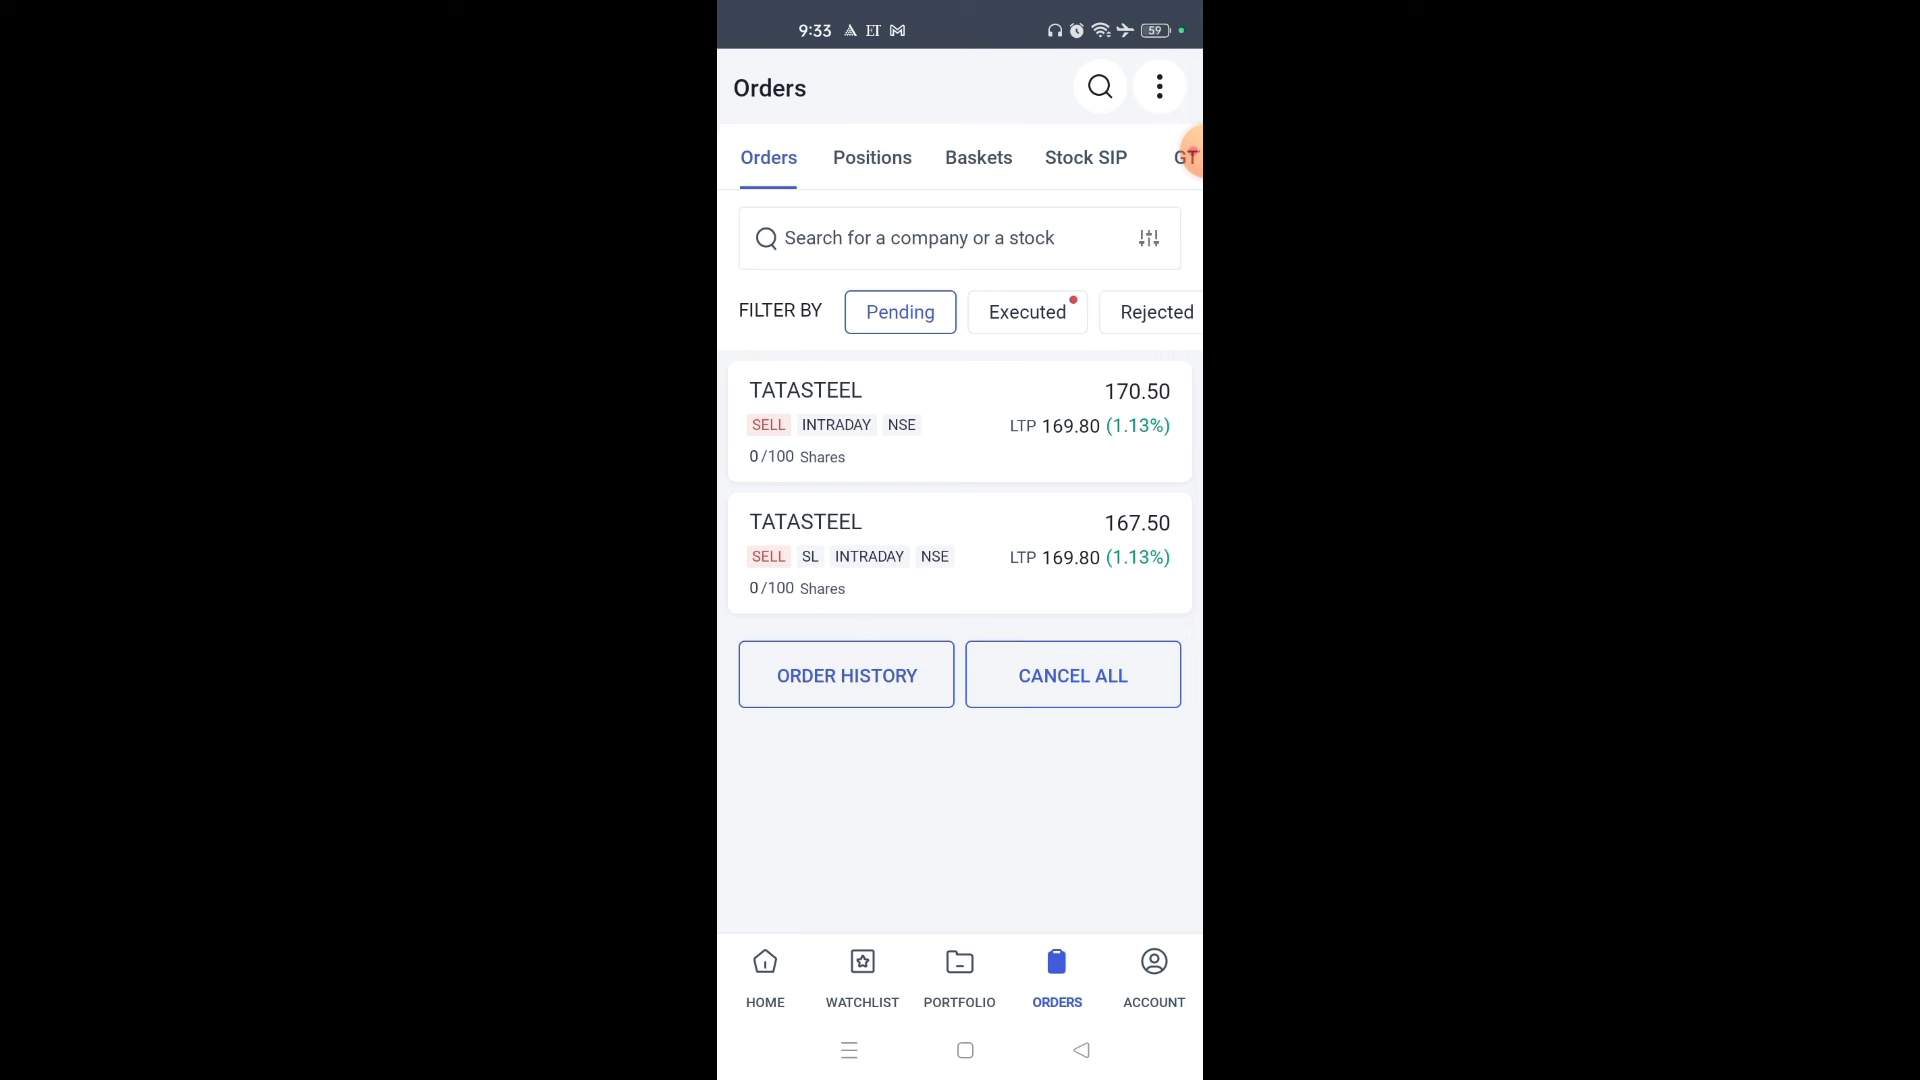 9:33 ET 59
Orders
Orders Positions Baskets Stock SIP GT
Search for a company or a stock
FILTER BY Pending Executed Rejected
TATASTEEL 170.50
SELL INTRADAY NSE LTP 169.80 (1.13%)
0/100 Shares
TATASTEEL 167.50
SELL SL INTRADAY NSE LTP 169.80 (1.13%)
0/100 Shares
ORDER HISTORY CANCEL ALL
HOME WATCHLIST PORTFOLIO ORDERS ACCOUNT